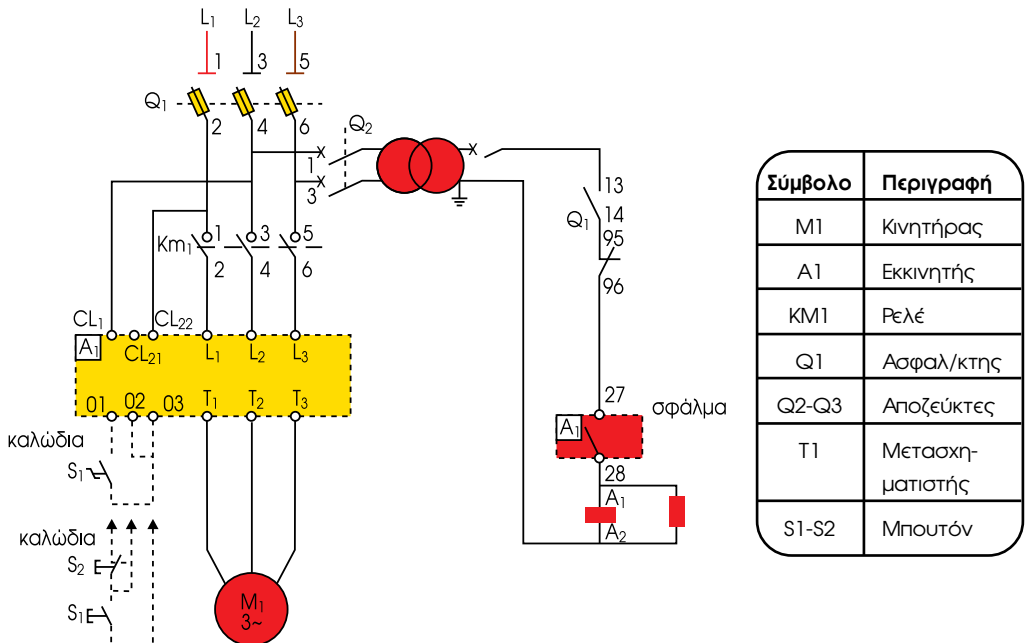 L1 L2 L3
1 3 5
Q1
2 4 6
Q2
1
3
x
x
x
13
14
Q1
95
96
Km1
1 3 5
2 4 6
CL1 CL22
A1 CL21 L1 L2 L3
01 02 03 T1 T2 T3
καλώδια
S1
καλώδια
S2
S1
M1
3~
27
σφάλμα
A1
28
A1
A2
Σύμβολο Περιγραφή
M1 Κινητήρας
A1 Εκκινητής
KM1 Ρελέ
Q1 Ασφαλ/κτης
Q2-Q3 Αποζεύκτες
T1 Μετασχη-
ματιστής
S1-S2 Μπουτόν